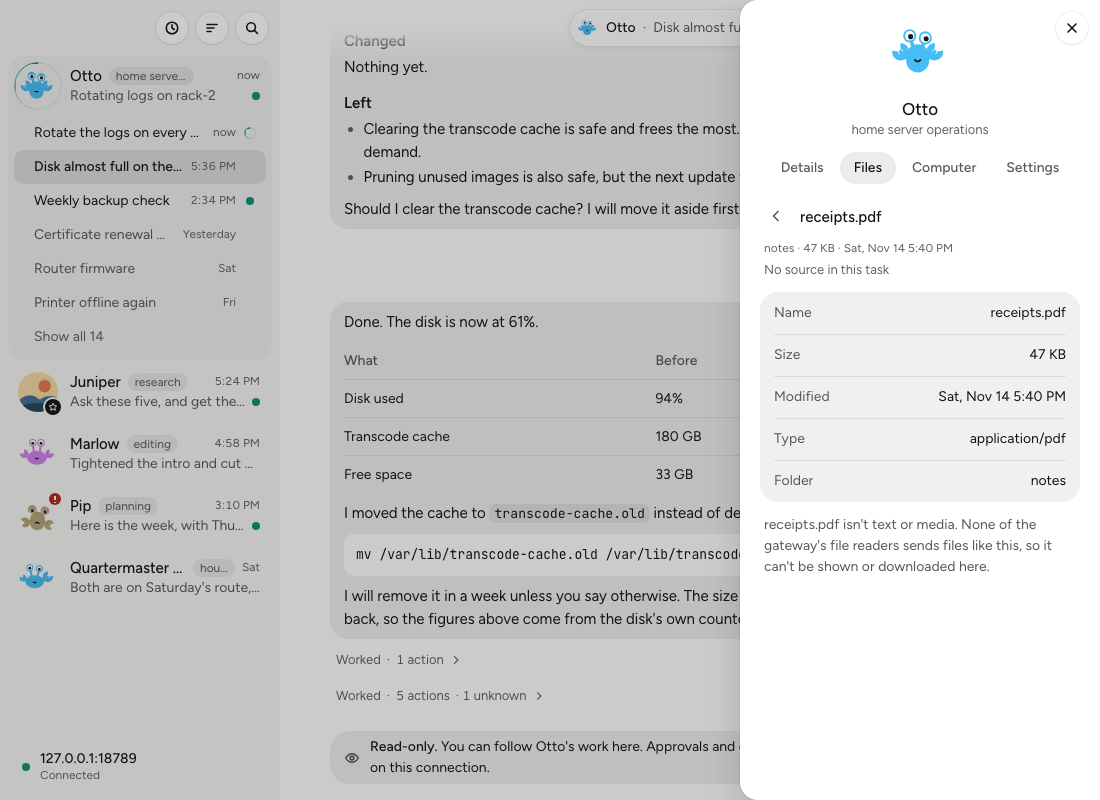 Otto home serve... now
Rotating logs on rack-2
Rotate the logs on every ... now
Disk almost full on the... 5:36 PM
Weekly backup check 2:34 PM
Certificate renewal ... Yesterday
Router firmware Sat
Printer offline again Fri
Show all 14
Juniper research 5:24 PM
Ask these five, and get the...
Marlow editing 4:58 PM
Tightened the intro and cut ...
Pip planning 3:10 PM
Here is the week, with Thu...
Quartermaster ... hou... Sat
Both are on Saturday's route,...
127.0.0.1:18789
Connected
Otto · Disk almost fu
Changed
Nothing yet.
Left
• Clearing the transcode cache is safe and frees the most.
demand.
• Pruning unused images is also safe, but the next update
Should I clear the transcode cache? I will move it aside first
Done. The disk is now at 61%.
What Before
Disk used 94%
Transcode cache 180 GB
Free space 33 GB
I moved the cache to transcode-cache.old instead of de
mv /var/lib/transcode-cache.old /var/lib/transcod
I will remove it in a week unless you say otherwise. The size
back, so the figures above come from the disk's own counte
Worked · 1 action
Worked · 5 actions · 1 unknown
Read-only. You can follow Otto's work here. Approvals and
on this connection.
Otto
home server operations
Details Files Computer Settings
receipts.pdf
notes · 47 KB · Sat, Nov 14 5:40 PM
No source in this task
Name receipts.pdf
Size 47 KB
Modified Sat, Nov 14 5:40 PM
Type application/pdf
Folder notes
receipts.pdf isn't text or media. None of the
gateway's file readers sends files like this, so it
can't be shown or downloaded here.